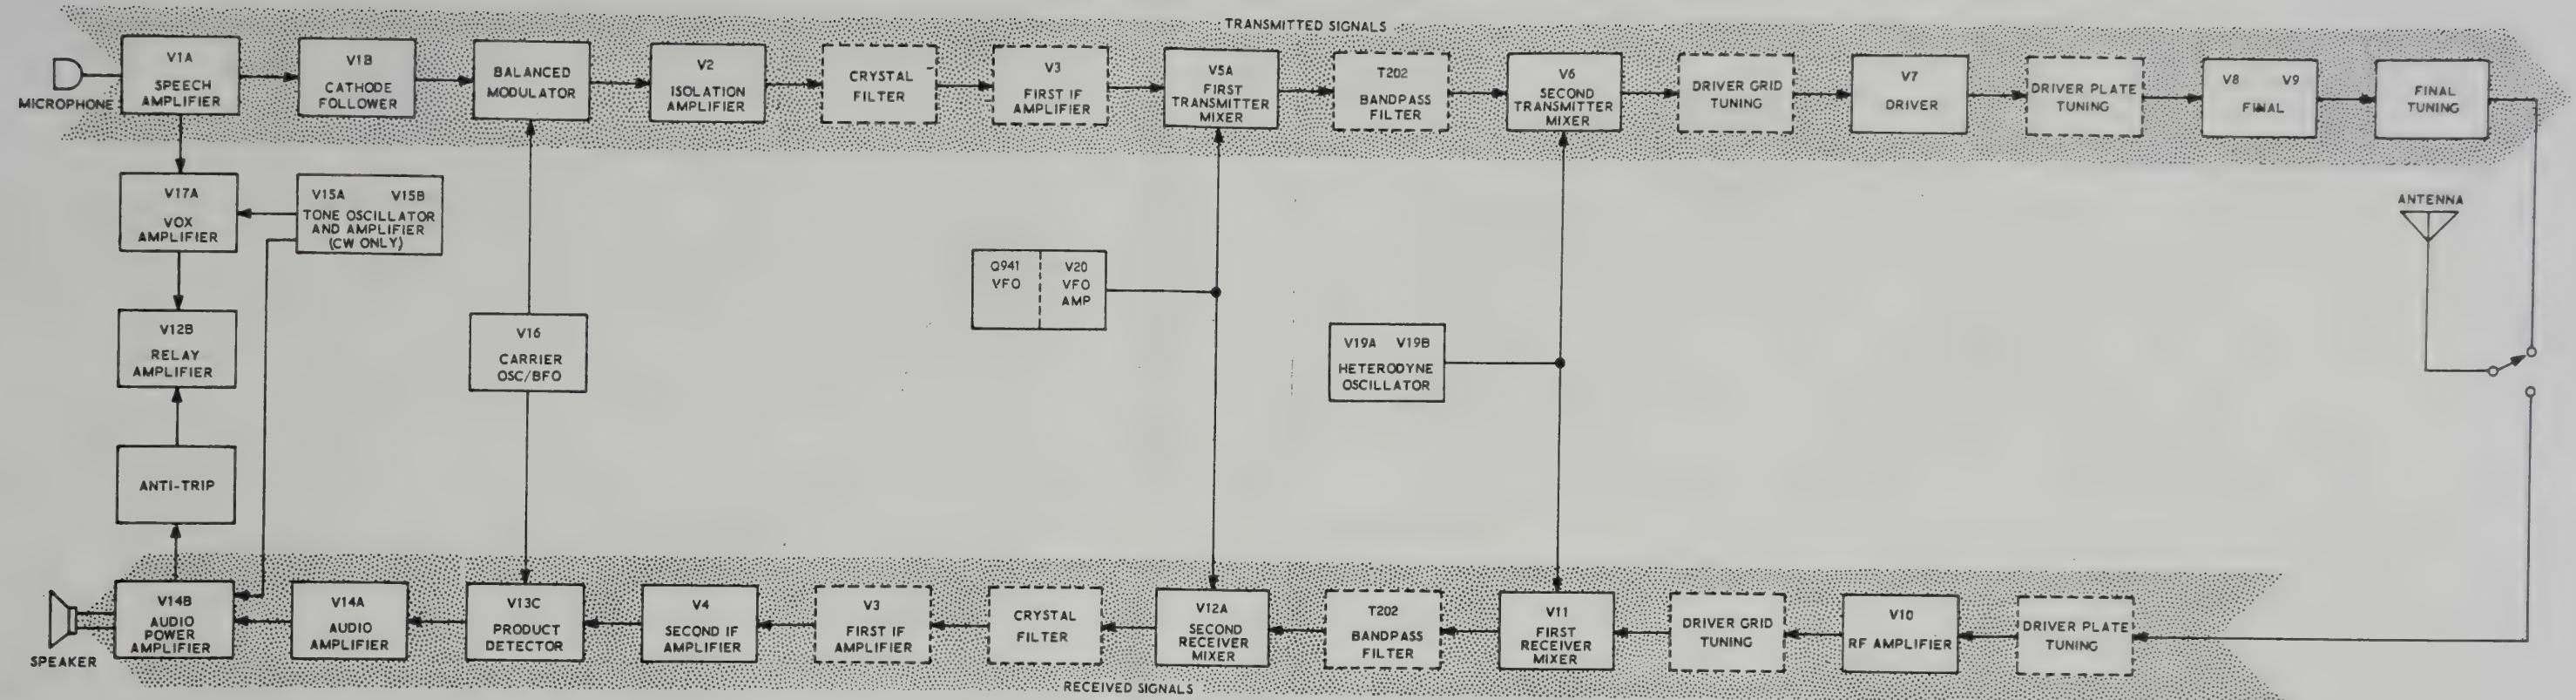 TRANSMITTED SIGNALS
MICROPHONE
V1A
SPEECH
AMPLIFIER
V1B
CATHODE
FOLLOWER
BALANCED
MODULATOR
V2
ISOLATION
AMPLIFIER
CRYSTAL
FILTER
V3
FIRST IF
AMPLIFIER
V5A
FIRST
TRANSMITTER
MIXER
T202
BANDPASS
FILTER
V6
SECOND
TRANSMITTER
MIXER
DRIVER GRID
TUNING
V7
DRIVER
DRIVER PLATE
TUNING
V8 V9
FINAL
FINAL
TUNING
V17A
VOX
AMPLIFIER
V15A V15B
TONE OSCILLATOR
AND AMPLIFIER
(CW ONLY)
ANTENNA
Q941
VFO
V20
VFO
AMP
V12B
RELAY
AMPLIFIER
V16
CARRIER
OSC/BFO
V19A V19B
HETERODYNE
OSCILLATOR
ANTI-TRIP
SPEAKER
V14B
AUDIO
POWER
AMPLIFIER
V14A
AUDIO
AMPLIFIER
V13C
PRODUCT
DETECTOR
V4
SECOND IF
AMPLIFIER
V3
FIRST IF
AMPLIFIER
CRYSTAL
FILTER
V12A
SECOND
RECEIVER
MIXER
T202
BANDPASS
FILTER
V11
FIRST
RECEIVER
MIXER
DRIVER GRID
TUNING
V10
RF AMPLIFIER
DRIVER PLATE
TUNING
RECEIVED SIGNALS